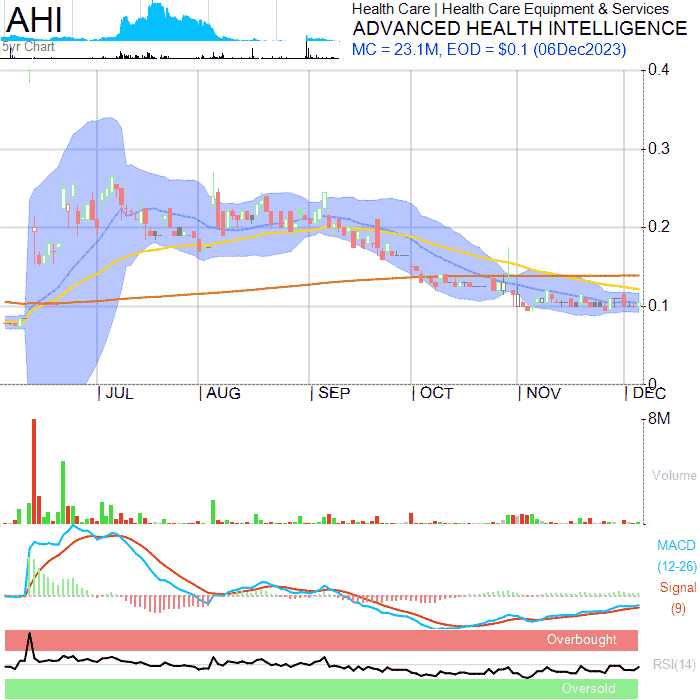 AHI
5yr Chart
Health Care | Health Care Equipment & Services
ADVANCED HEALTH INTELLIGENCE
MC = 23.1M, EOD = $0.1 (06Dec2023)
0.4
0.3
0.2
0.1
0
| JUL | AUG | SEP | OCT | NOV | DEC
8M
Volume
MACD
(12-26)
Signal
(9)
Overbought
RSI(14)
Oversold